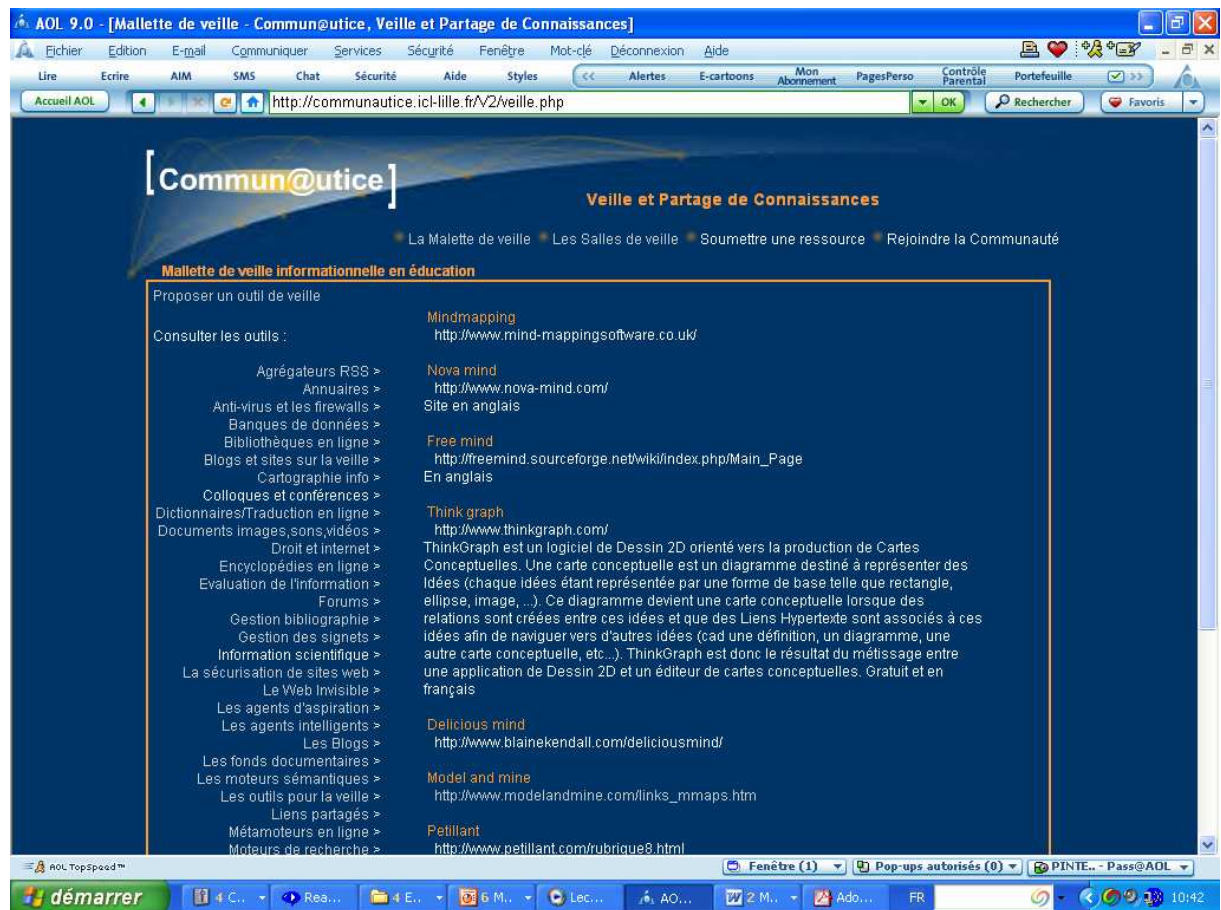 AOL 9.0 - [Mallette de veille - Commun@utice, Veille et Partage de Connaissances]
Fichier Edition E-mail Communiquer Services Sécurité Fenêtre Mot-clé Déconnexion Aide
Lire Ecrire AIM SMS Chat Sécurité Aide Styles << Alertes E-cartoons Mon Abonnement PagesPerso Contrôle Parental Portefeuille >>
Accueil AOL http://communautice.icl-lille.fr/V2/veille.php OK Rechercher Favoris
[Commun@utice]
Veille et Partage de Connaissances
La Malette de veille Les Salles de veille Soumettre une ressource Rejoindre la Communauté
Mallette de veille informationnelle en éducation
Proposer un outil de veille
Consulter les outils :
Agrégateurs RSS >
Annuaires >
Anti-virus et les firewalls >
Banques de données >
Bibliothèques en ligne >
Blogs et sites sur la veille >
Cartographie info >
Colloques et conférences >
Dictionnaires/Traduction en ligne >
Documents images,sons,vidéos >
Droit et internet >
Encyclopédies en ligne >
Evaluation de l'information >
Forums >
Gestion bibliographie >
Gestion des signets >
Information scientifique >
La sécurisation de sites web >
Le Web Invisible >
Les agents d'aspiration >
Les agents intelligents >
Les Blogs >
Les fonds documentaires >
Les moteurs sémantiques >
Les outils pour la veille >
Liens partagés >
Métamoteurs en ligne >
Moteurs de recherche >
Mindmapping
http://www.mind-mappingsoftware.co.uk/
Nova mind
http://www.nova-mind.com/
Site en anglais
Free mind
http://freemind.sourceforge.net/wiki/index.php/Main_Page
En anglais
Think graph
http://www.thinkgraph.com/
ThinkGraph est un logiciel de Dessin 2D orienté vers la production de Cartes
Conceptuelles. Une carte conceptuelle est un diagramme destiné à représenter des
Idées (chaque idées étant représentée par une forme de base telle que rectangle,
ellipse, image, ...). Ce diagramme devient une carte conceptuelle lorsque des
relations sont créées entre ces idées et que des Liens Hypertexte sont associés à ces
idées afin de naviguer vers d'autres idées (cad une définition, un diagramme, une
autre carte conceptuelle, etc...). ThinkGraph est donc le résultat du métissage entre
une application de Dessin 2D et un éditeur de cartes conceptuelles. Gratuit et en
français
Delicious mind
http://www.blainekendall.com/deliciousmind/
Model and mine
http://www.modelandmine.com/links_mmaps.htm
Petillant
http://www.petillant.com/rubrique8.html
AOL TopSpeed™ Fenêtre (1) Pop-ups autorisés (0) PINTE.. - Pass@AOL
démarrer 4 C... Rea... 4 E... 6 M... Lec... AO... 2 M... Ado... FR 10:42